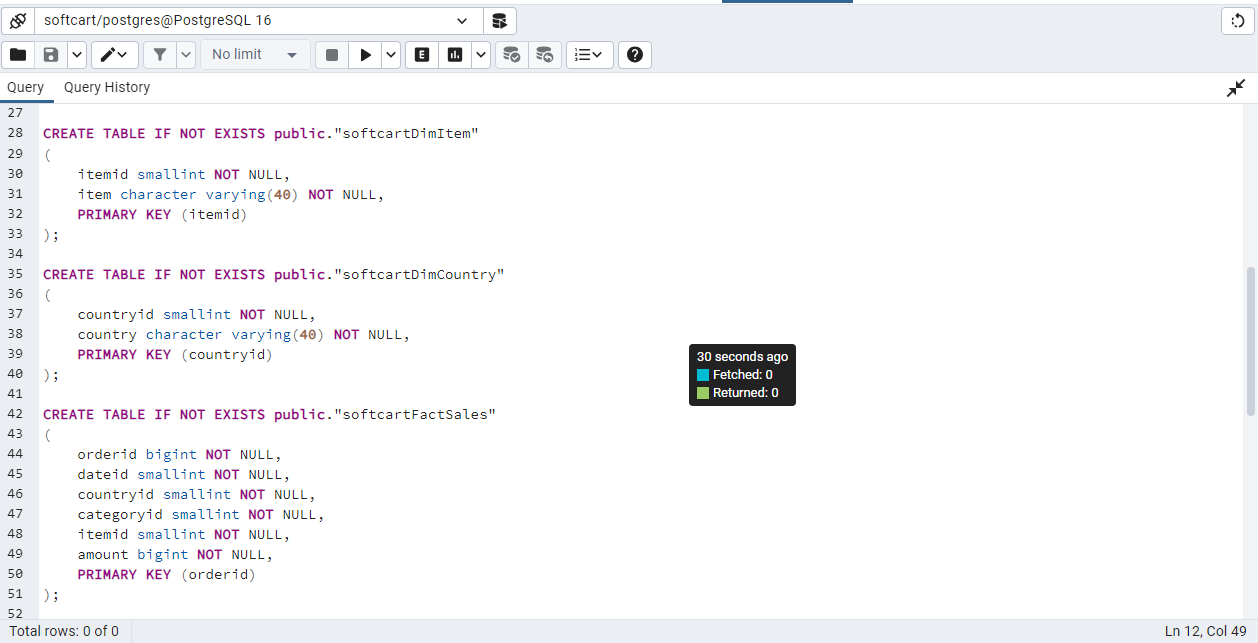 softcart/postgres@PostgreSQL 16
No limit
E
Query Query History
27
28 CREATE TABLE IF NOT EXISTS public."softcartDimItem"
29 (
30 itemid smallint NOT NULL,
31 item character varying(40) NOT NULL,
32 PRIMARY KEY (itemid)
33 );
34
35 CREATE TABLE IF NOT EXISTS public."softcartDimCountry"
36 (
37 countryid smallint NOT NULL,
38 country character varying(40) NOT NULL,
39 PRIMARY KEY (countryid)
40 );
41
42 CREATE TABLE IF NOT EXISTS public."softcartFactSales"
43 (
44 orderid bigint NOT NULL,
45 dateid smallint NOT NULL,
46 countryid smallint NOT NULL,
47 categoryid smallint NOT NULL,
48 itemid smallint NOT NULL,
49 amount bigint NOT NULL,
50 PRIMARY KEY (orderid)
51 );
52
30 seconds ago
Fetched: 0
Returned: 0
Total rows: 0 of 0
Ln 12, Col 49